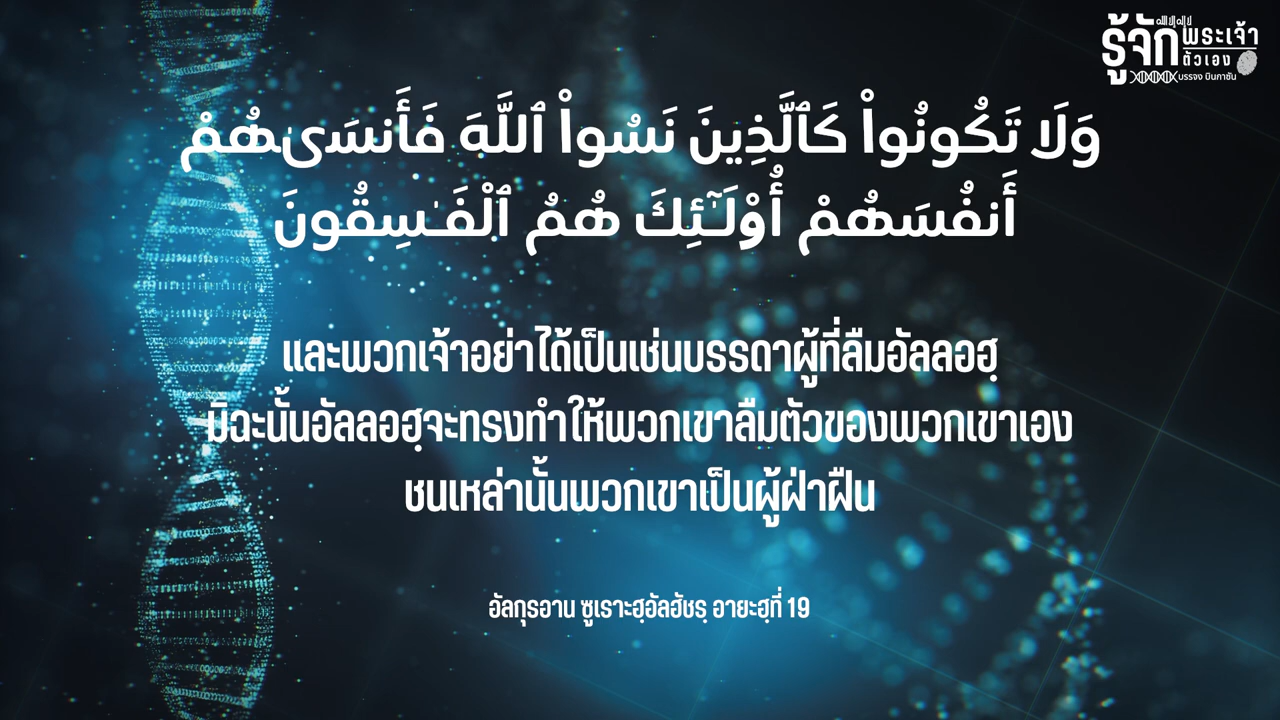 รู้จัก พระเจ้า
ตัวเอง
บรรจง บินกาซัน
وَلَا تَكُونُوا۟ كَٱلَّذِينَ نَسُوا۟ ٱللَّهَ فَأَنسَىٰهُمْ
أَنفُسَهُمْ أُو۟لَـٰٓئِكَ هُمُ ٱلْفَـٰسِقُونَ
และพวกเจ้าอย่าได้เป็นเช่นบรรดาผู้ที่ลืมอัลลอฮฺ
มิฉะนั้นอัลลอฮฺจะทรงทำให้พวกเขาลืมตัวของพวกเขาเอง
ชนเหล่านั้นพวกเขาเป็นผู้ฝ่าฝืน
อัลกุรอาน ซูเราะฮฺอัลฮัชรฺ อายะฮฺที่ 19